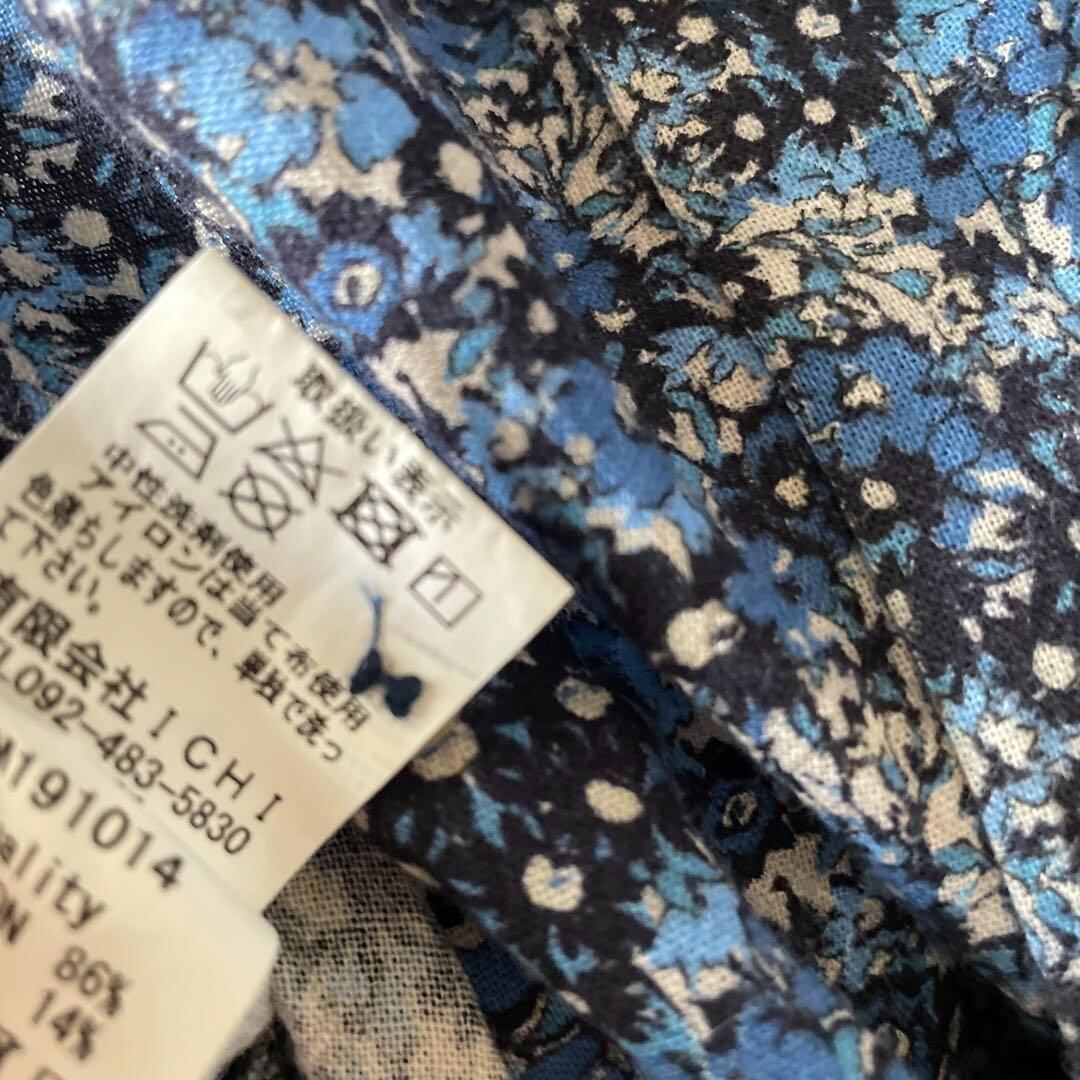 取扱い表示
中性洗剤使用
アイロンは当て布使用
色落ちしますので、単独で洗っ
て下さい。
有限会社ICHI
092-483-5830
191014
ality
86%
14%